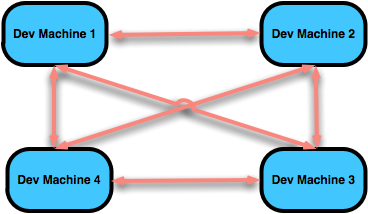 Dev Machine 1
Dev Machine 2
Dev Machine 4
Dev Machine 3